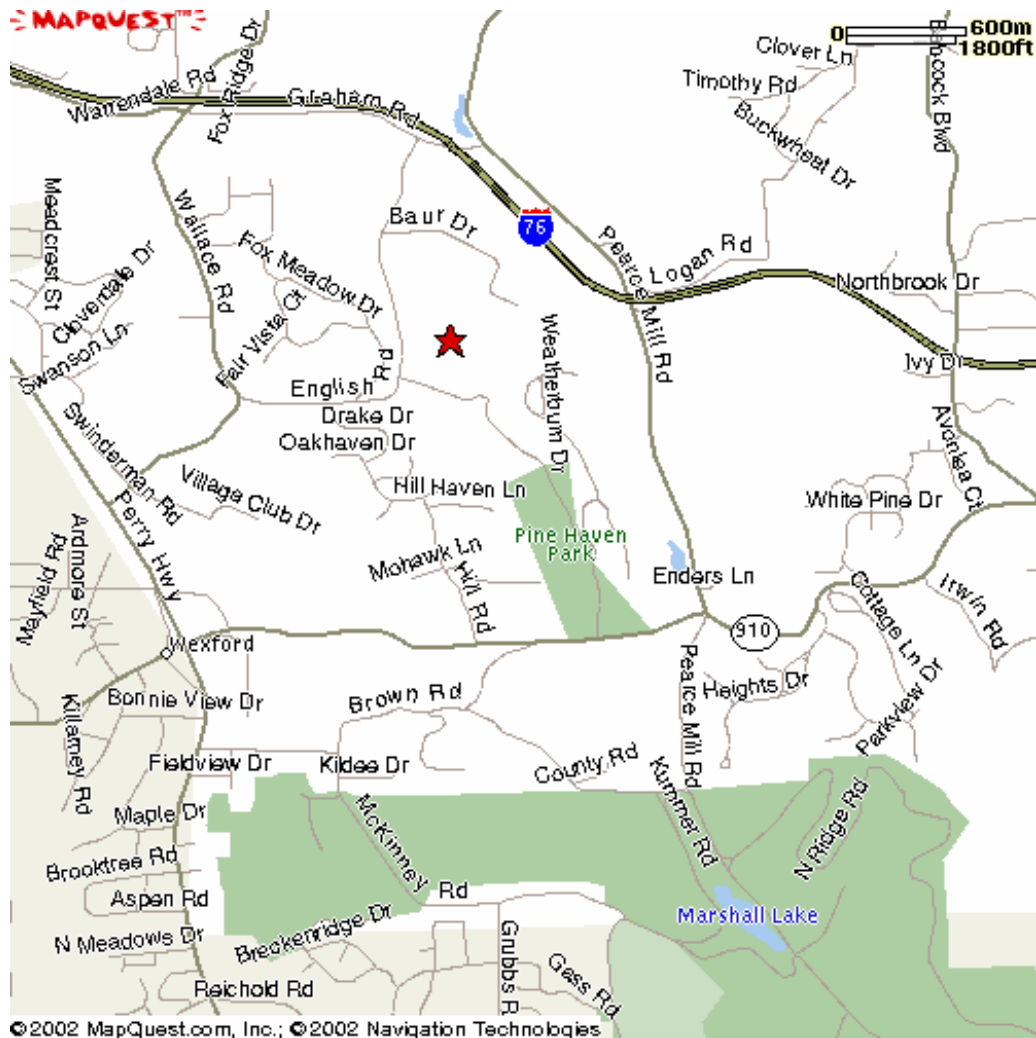 MAPQUEST™
0 600m
1800ft
Clover Ln
Babcock Blvd
Timothy Rd
Buckwheat Dr
Warrendale Rd
Fox Ridge Dr
Graham Rd
Meadcrest St
Cloverdale Dr
Wallace Rd
Baur Dr
76
Pearce Mill Rd
Logan Rd
Fox Meadow Dr
Northbrook Dr
Swanson Ln
Fair Vista Ct
Weatherburn Dr
Ivy Dr
English Rd
Drake Dr
Oakhaven Dr
Swinderman Rd
Avonlea Ct
Village Club Dr
Hill Haven Ln
White Pine Dr
Perry Hwy
Pine Haven
Park
Mayfield Rd
Ardmore St
Mohawk Ln
Hill Rd
Enders Ln
Cottage Ln
Irwin Rd
Wexford
910
Pearce Mill Rd
Heights Dr
Parkview Dr
Bonnie View Dr
Brown Rd
Killarney Rd
Fieldview Dr
Kildee Dr
County Rd
Kummer Rd
Maple Dr
McKinney Rd
N Ridge Rd
Brooktree Rd
Aspen Rd
Marshall Lake
N Meadows Dr
Breckenridge Dr
Grubbs R
Gass Rd
Reichold Rd
©2002 MapQuest.com, Inc.; ©2002 Navigation Technologies